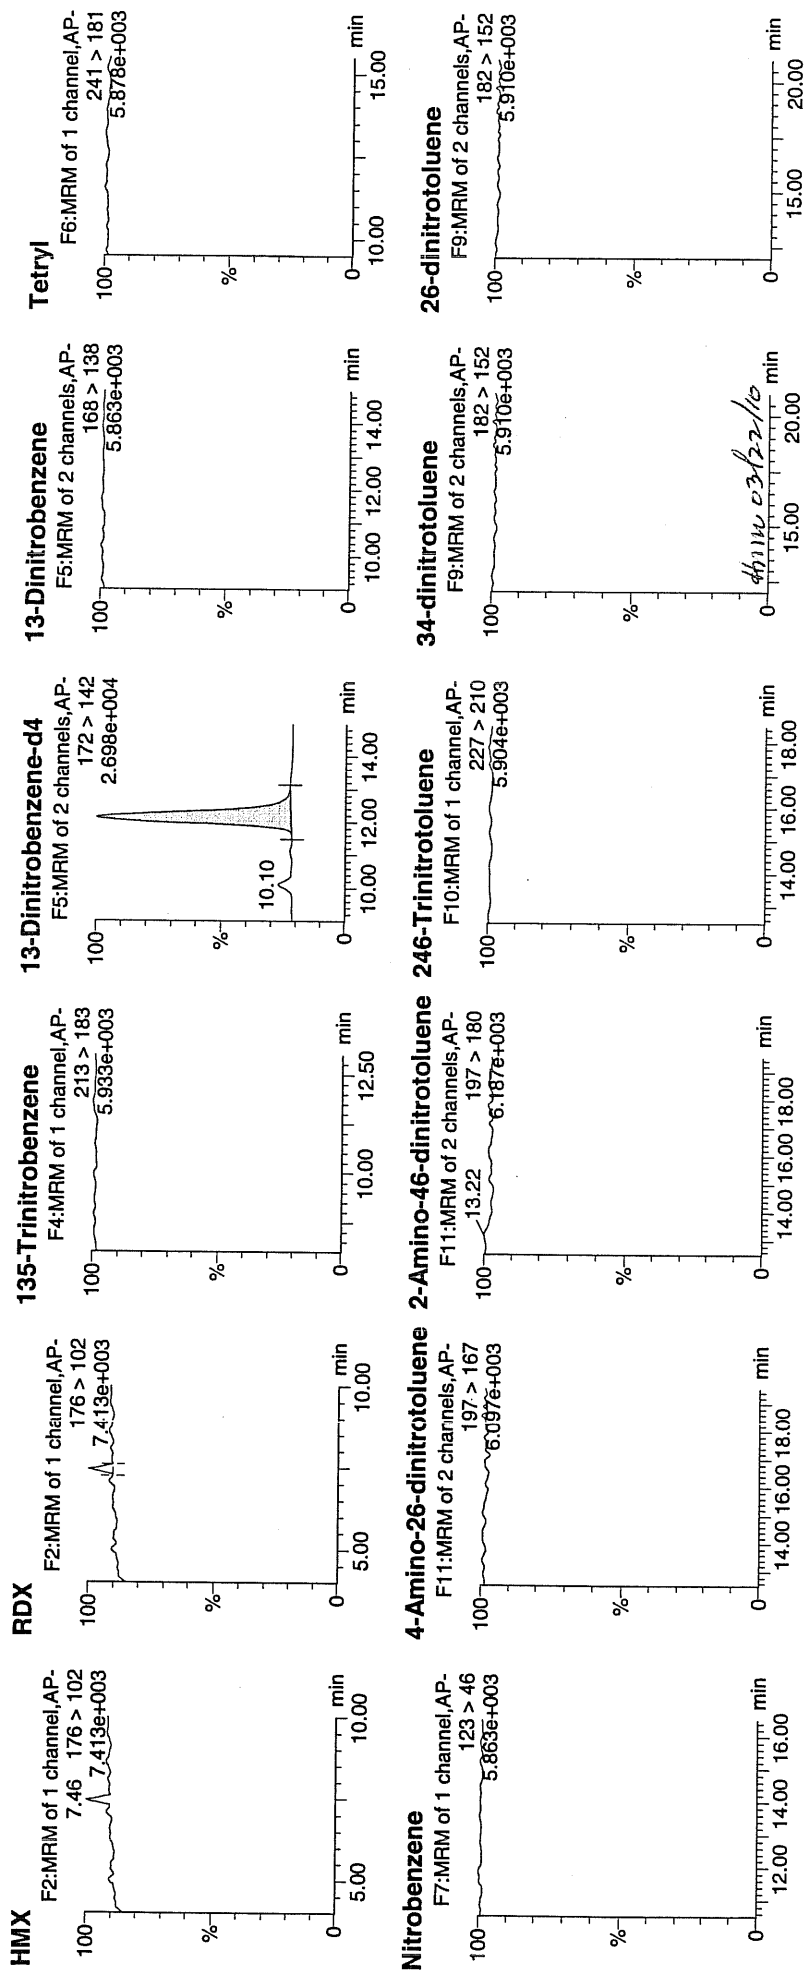 HMX
F2:MRM of 1 channel,AP-
7.46 176 > 102
7.413e+003
100
%
0
5.00 10.00 min
RDX
F2:MRM of 1 channel,AP-
176 > 102
7.413e+003
100
%
0
5.00 10.00 min
135-Trinitrobenzene
F4:MRM of 1 channel,AP-
213 > 183
5.933e+003
100
%
0
10.00 12.50 min
13-Dinitrobenzene-d4
F5:MRM of 2 channels,AP-
172 > 142
2.698e+004
100
10.10
%
0
10.00 12.00 14.00 min
13-Dinitrobenzene
F5:MRM of 2 channels,AP-
168 > 138
5.863e+003
100
%
0
10.00 12.00 14.00 min
Tetryl
F6:MRM of 1 channel,AP-
241 > 181
5.878e+003
100
%
0
10.00 15.00 min
Nitrobenzene
F7:MRM of 1 channel,AP-
123 > 46
5.863e+003
100
%
0
12.00 14.00 16.00 min
4-Amino-26-dinitrotoluene
F11:MRM of 2 channels,AP-
197 > 167
6.097e+003
100
%
0
14.00 16.00 18.00 min
2-Amino-46-dinitrotoluene
F11:MRM of 2 channels,AP-
13.22 197 > 180
6.187e+003
100
%
0
14.00 16.00 18.00 min
246-Trinitrotoluene
F10:MRM of 1 channel,AP-
227 > 210
5.904e+003
100
%
0
14.00 16.00 18.00 min
34-dinitrotoluene
F9:MRM of 2 channels,AP-
182 > 152
5.910e+003
100
%
03/22/10
0
15.00 20.00 min
26-dinitrotoluene
F9:MRM of 2 channels,AP-
182 > 152
5.910e+003
100
%
0
15.00 20.00 min